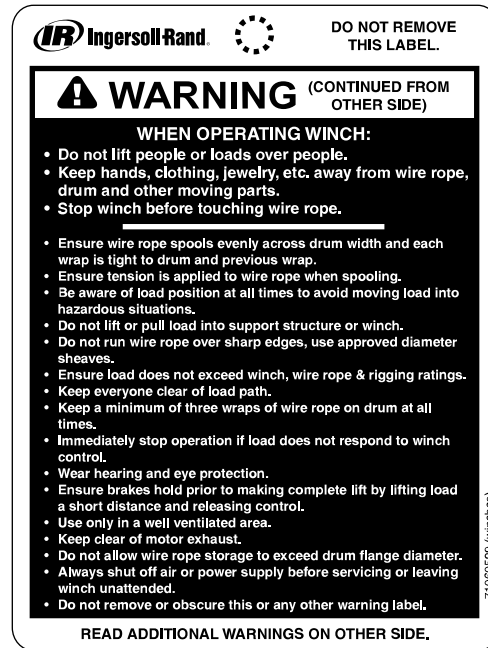 IR Ingersoll-Rand®
DO NOT REMOVE
THIS LABEL.
WARNING (CONTINUED FROM
OTHER SIDE)
WHEN OPERATING WINCH:
• Do not lift people or loads over people.
• Keep hands, clothing, jewelry, etc. away from wire rope,
drum and other moving parts.
• Stop winch before touching wire rope.
• Ensure wire rope spools evenly across drum width and each
wrap is tight to drum and previous wrap.
• Ensure tension is applied to wire rope when spooling.
• Be aware of load position at all times to avoid moving load into
hazardous situations.
• Do not lift or pull load into support structure or winch.
• Do not run wire rope over sharp edges, use approved diameter
sheaves.
• Ensure load does not exceed winch, wire rope & rigging ratings.
• Keep everyone clear of load path.
• Keep a minimum of three wraps of wire rope on drum at all
times.
• Immediately stop operation if load does not respond to winch
control.
• Wear hearing and eye protection.
• Ensure brakes hold prior to making complete lift by lifting load
a short distance and releasing control.
• Use only in a well ventilated area.
• Keep clear of motor exhaust.
• Do not allow wire rope storage to exceed drum flange diameter.
• Always shut off air or power supply before servicing or leaving
winch unattended.
• Do not remove or obscure this or any other warning label.
READ ADDITIONAL WARNINGS ON OTHER SIDE.